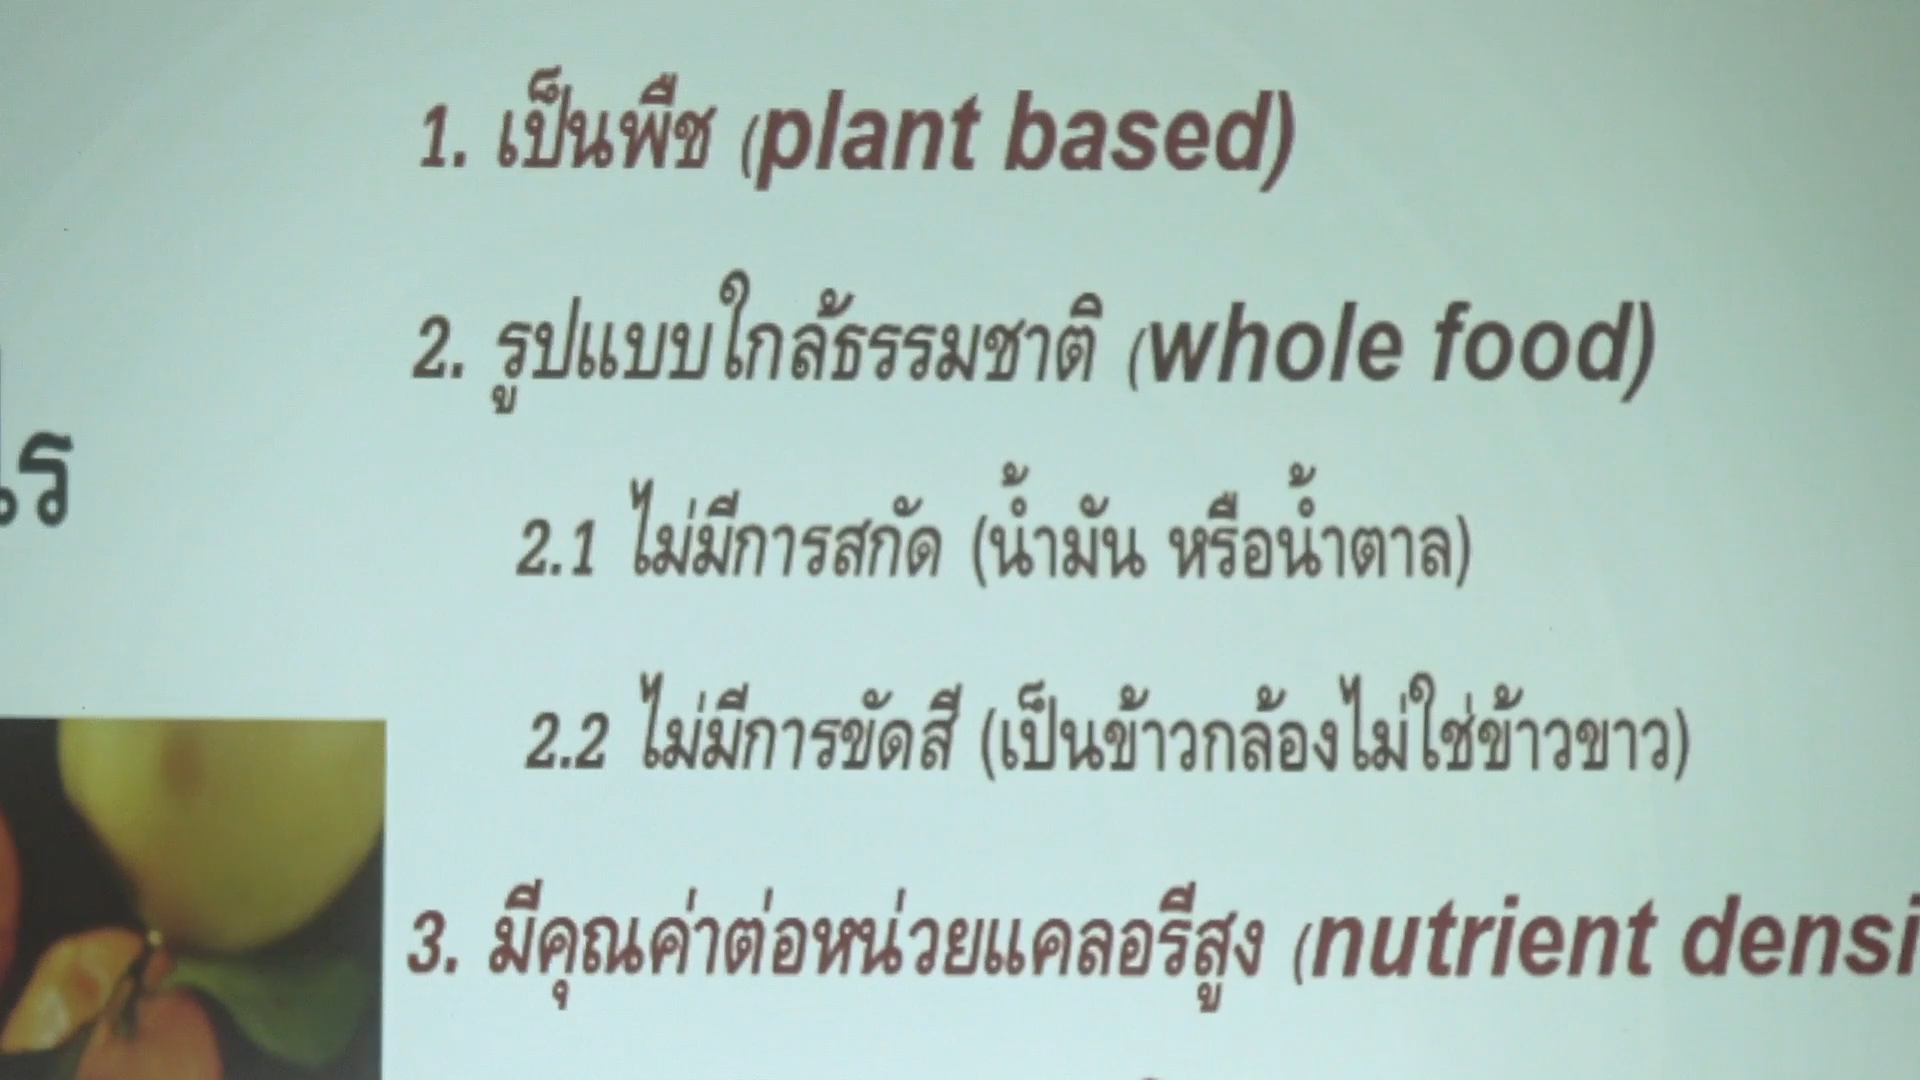 1. เป็นพืช (plant based)
2. รูปแบบใกล้ธรรมชาติ (whole food)
2.1 ไม่มีการสกัด (น้ำมัน หรือน้ำตาล)
2.2 ไม่มีการขัดสี (เป็นข้าวกล้องไม่ใช่ข้าวขาว)
3. มีคุณค่าต่อหน่วยแคลอรีสูง (nutrient